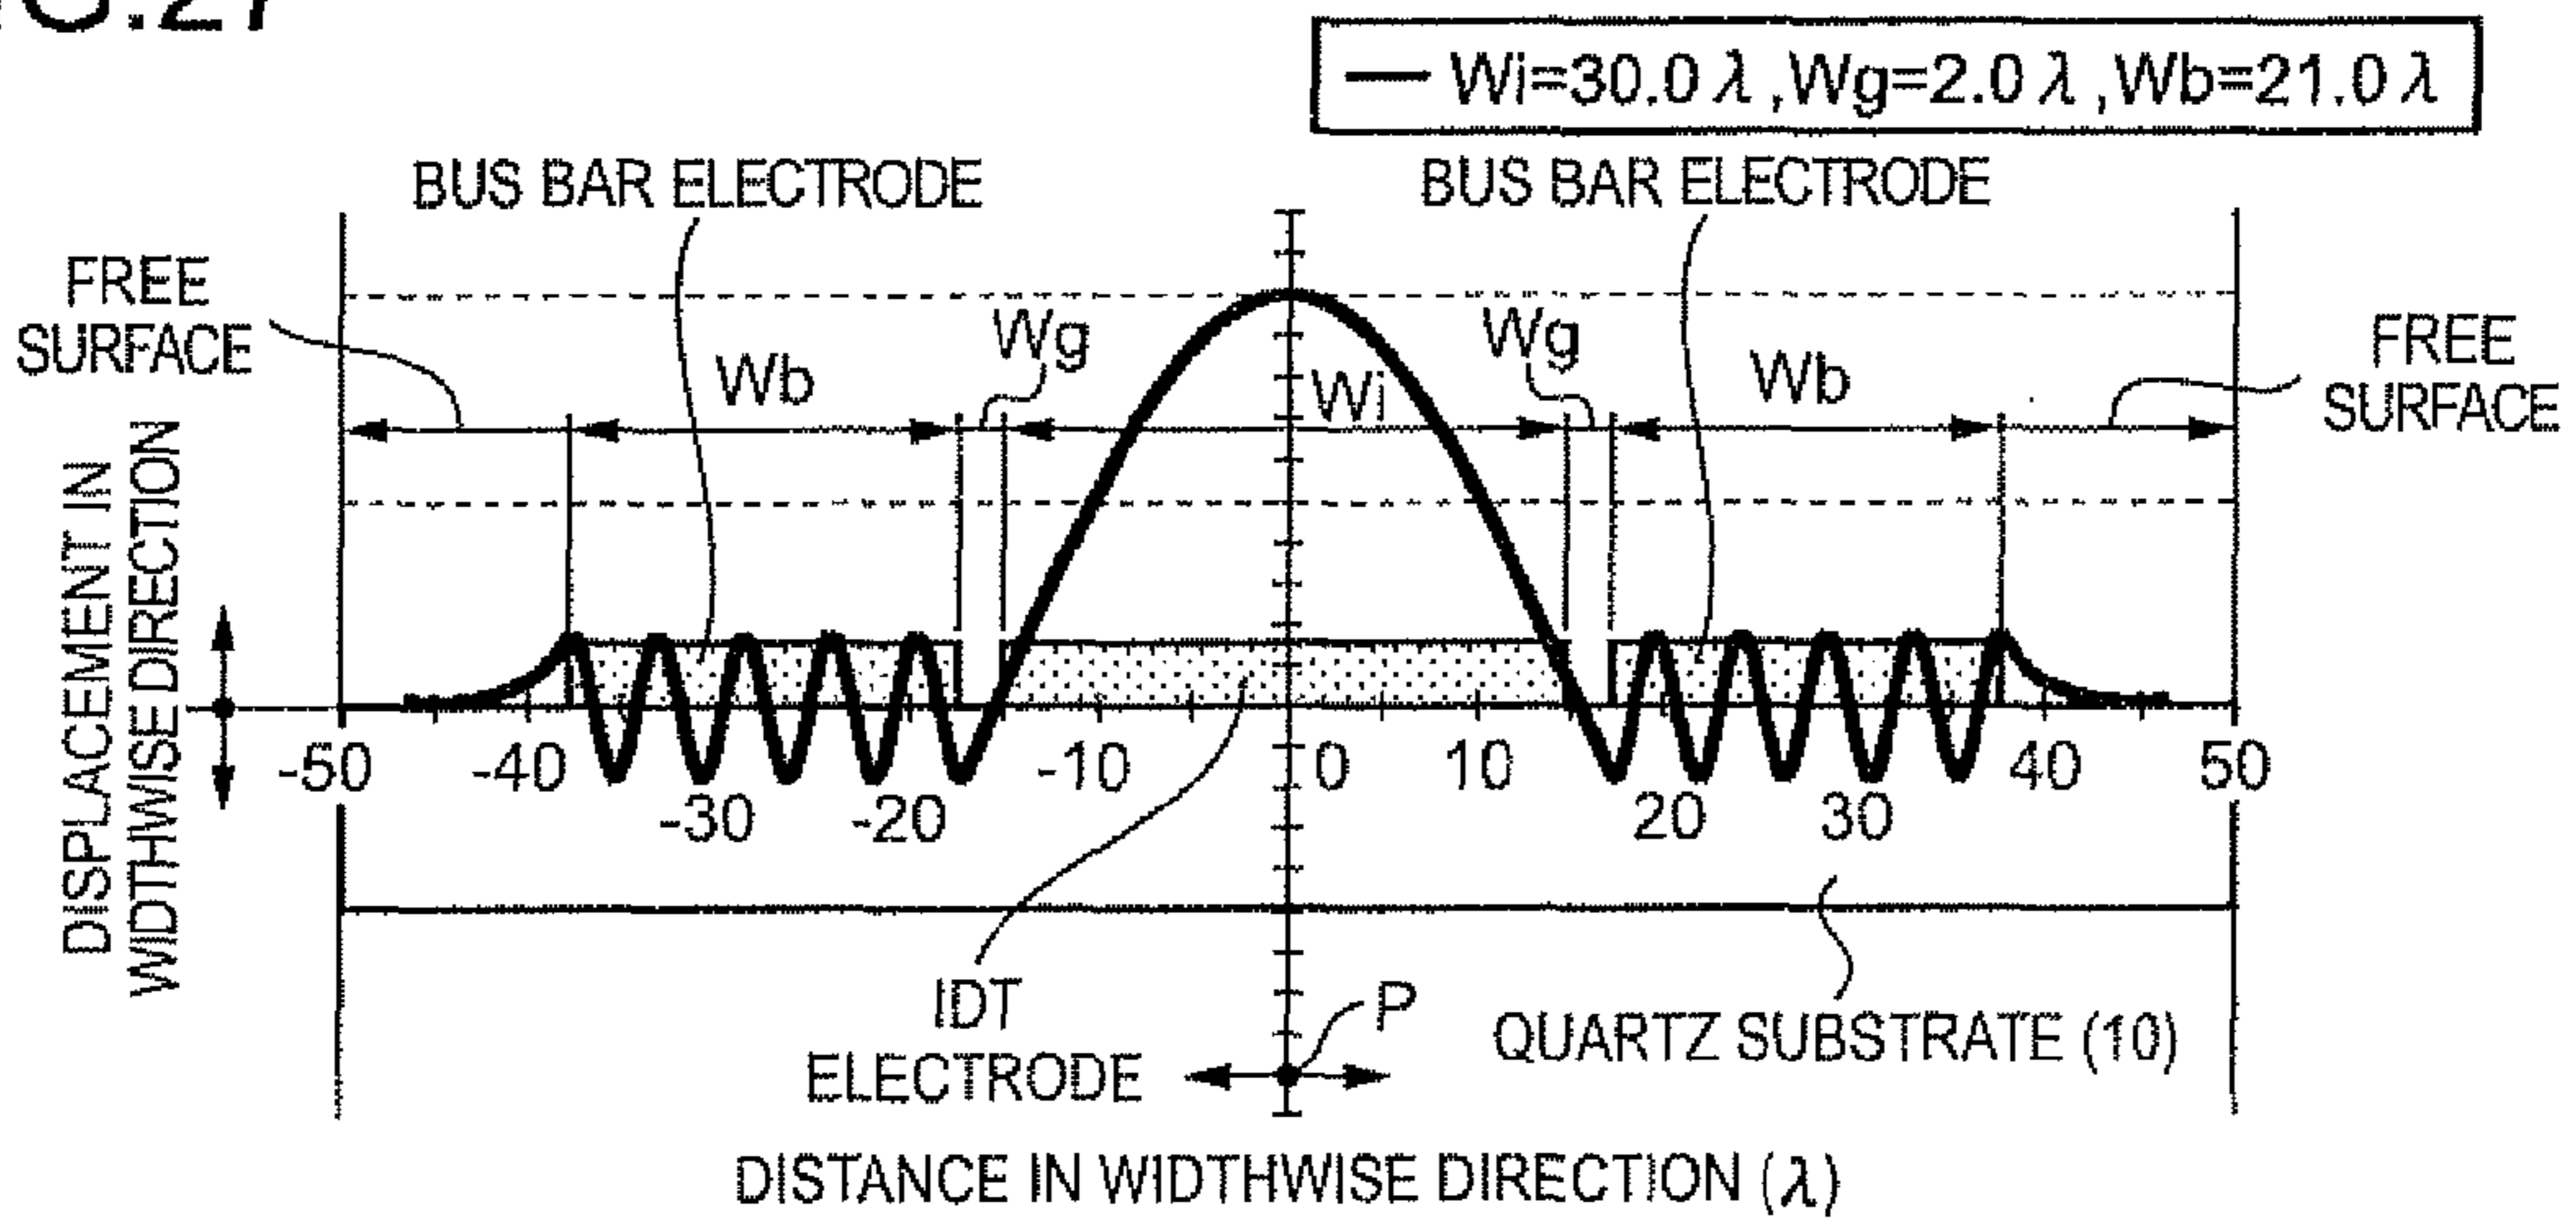 .27
Wi=30.0 λ ,Wg=2.0 λ ,Wb=21.0 λ
BUS BAR ELECTRODE
BUS BAR ELECTRODE
FREE
SURFACE
Wb
Wg
Wi
Wg
Wb
FREE
SURFACE
DISPLACEMENT IN
WIDTHWISE DIRECTION
-50
-40
-30
-20
-10
0
10
20
30
40
50
IDT
ELECTRODE
P
QUARTZ SUBSTRATE (10)
DISTANCE IN WIDTHWISE DIRECTION (λ)